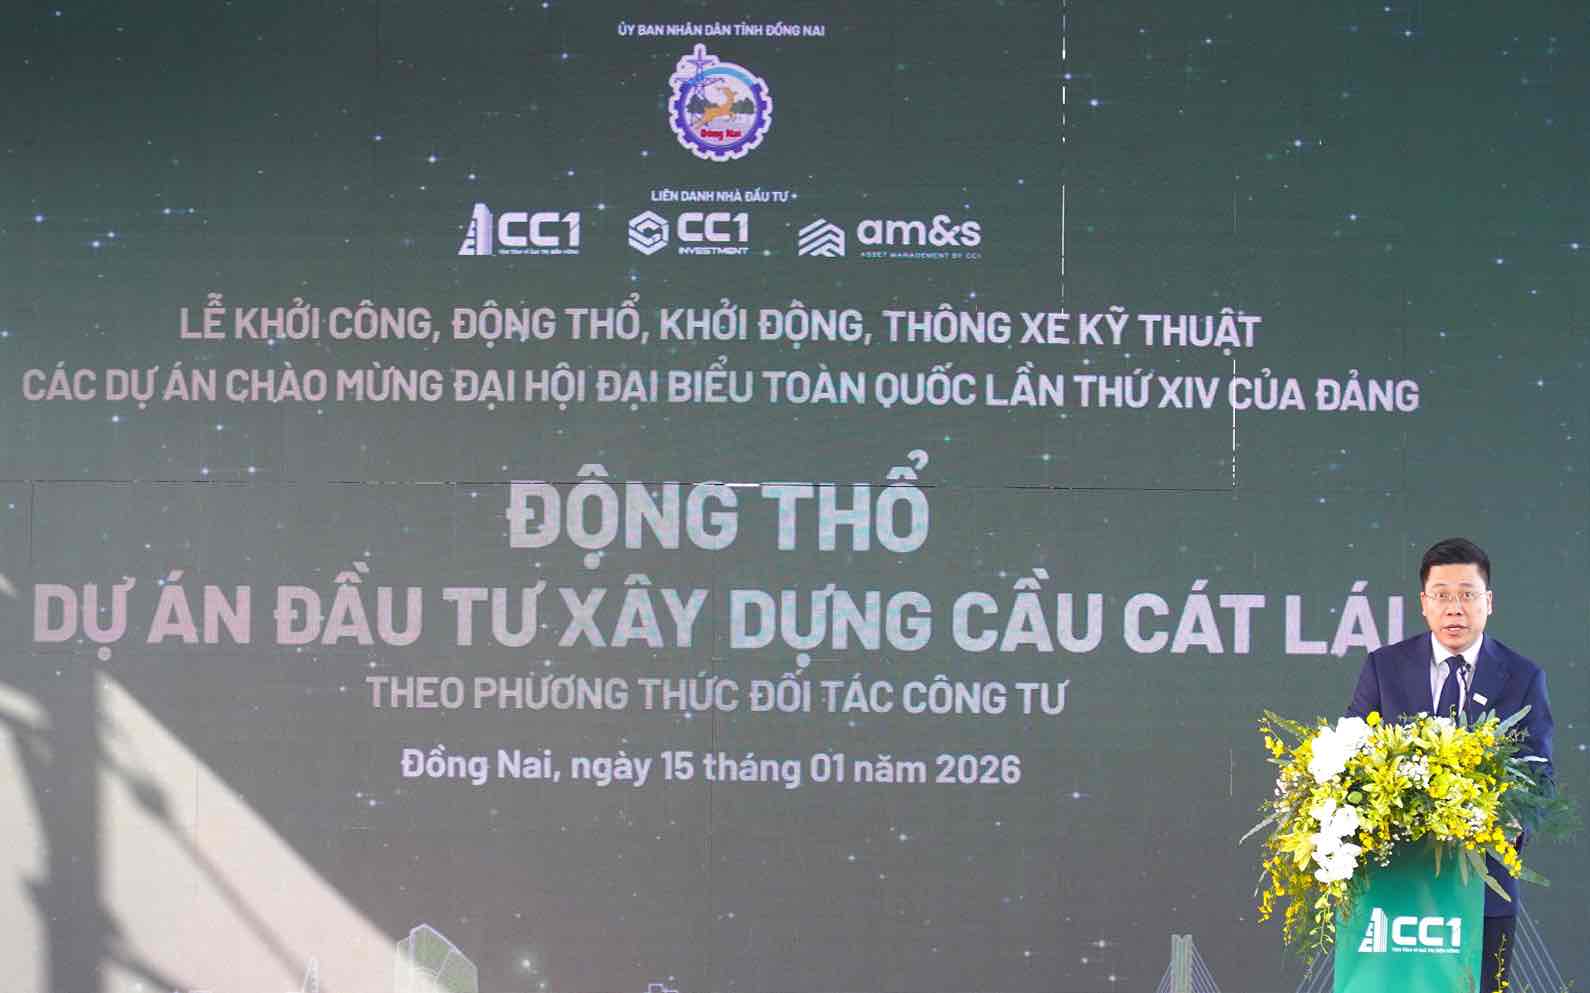 ỦY BAN NHÂN DÂN TỈNH ĐỒNG NAI
Đồng Nai
LIÊN DANH NHÀ ĐẦU TƯ
CC1
CC1
INVESTMENT
am&s
ASSET MANAGEMENT BY CC1
LỄ KHỞI CÔNG, ĐỘNG THỔ, KHỞI ĐỘNG, THÔNG XE KỸ THUẬT
CÁC DỰ ÁN CHÀO MỪNG ĐẠI HỘI ĐẠI BIỂU TOÀN QUỐC LẦN THỨ XIV CỦA ĐẢNG
ĐỘNG THỔ
DỰ ÁN ĐẦU TƯ XÂY DỰNG CẦU CÁT LÁI
THEO PHƯƠNG THỨC ĐỐI TÁC CÔNG TƯ
Đồng Nai, ngày 15 tháng 01 năm 2026
CC1